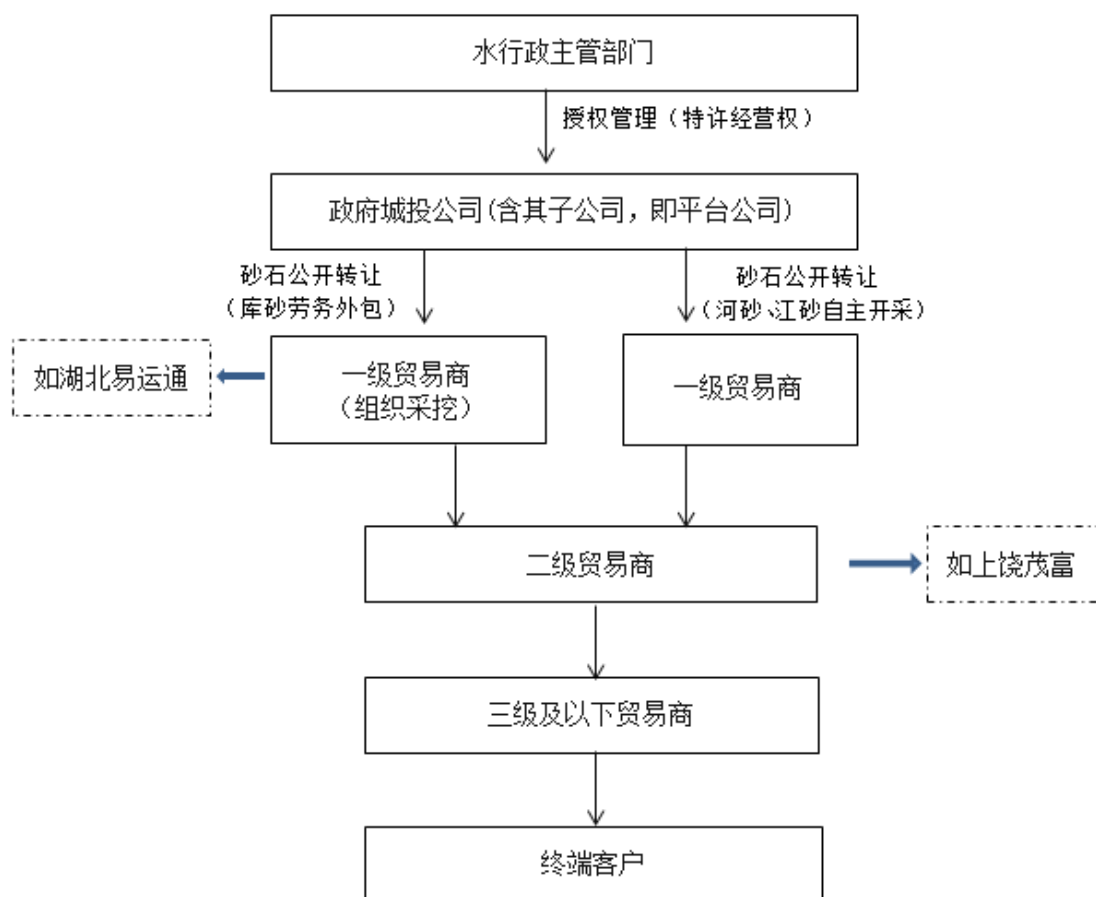 水行政主管部门
授权管理（特许经营权）
政府城投公司(含其子公司，即平台公司)
砂石公开转让
（库砂劳务外包）
砂石公开转让
（河砂、江砂自主开采）
如湖北易运通
一级贸易商
（组织采挖）
一级贸易商
二级贸易商
如上饶茂富
三级及以下贸易商
终端客户